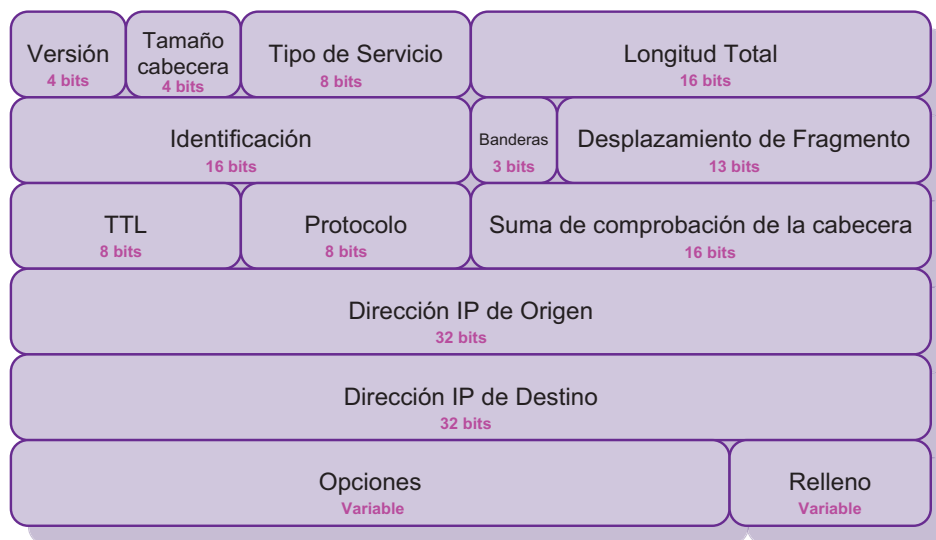 Versión
4 bits
Tamaño
cabecera
4 bits
Tipo de Servicio
8 bits
Longitud Total
16 bits
Identificación
16 bits
Banderas
3 bits
Desplazamiento de Fragmento
13 bits
TTL
8 bits
Protocolo
8 bits
Suma de comprobación de la cabecera
16 bits
Dirección IP de Origen
32 bits
Dirección IP de Destino
32 bits
Opciones
Variable
Relleno
Variable